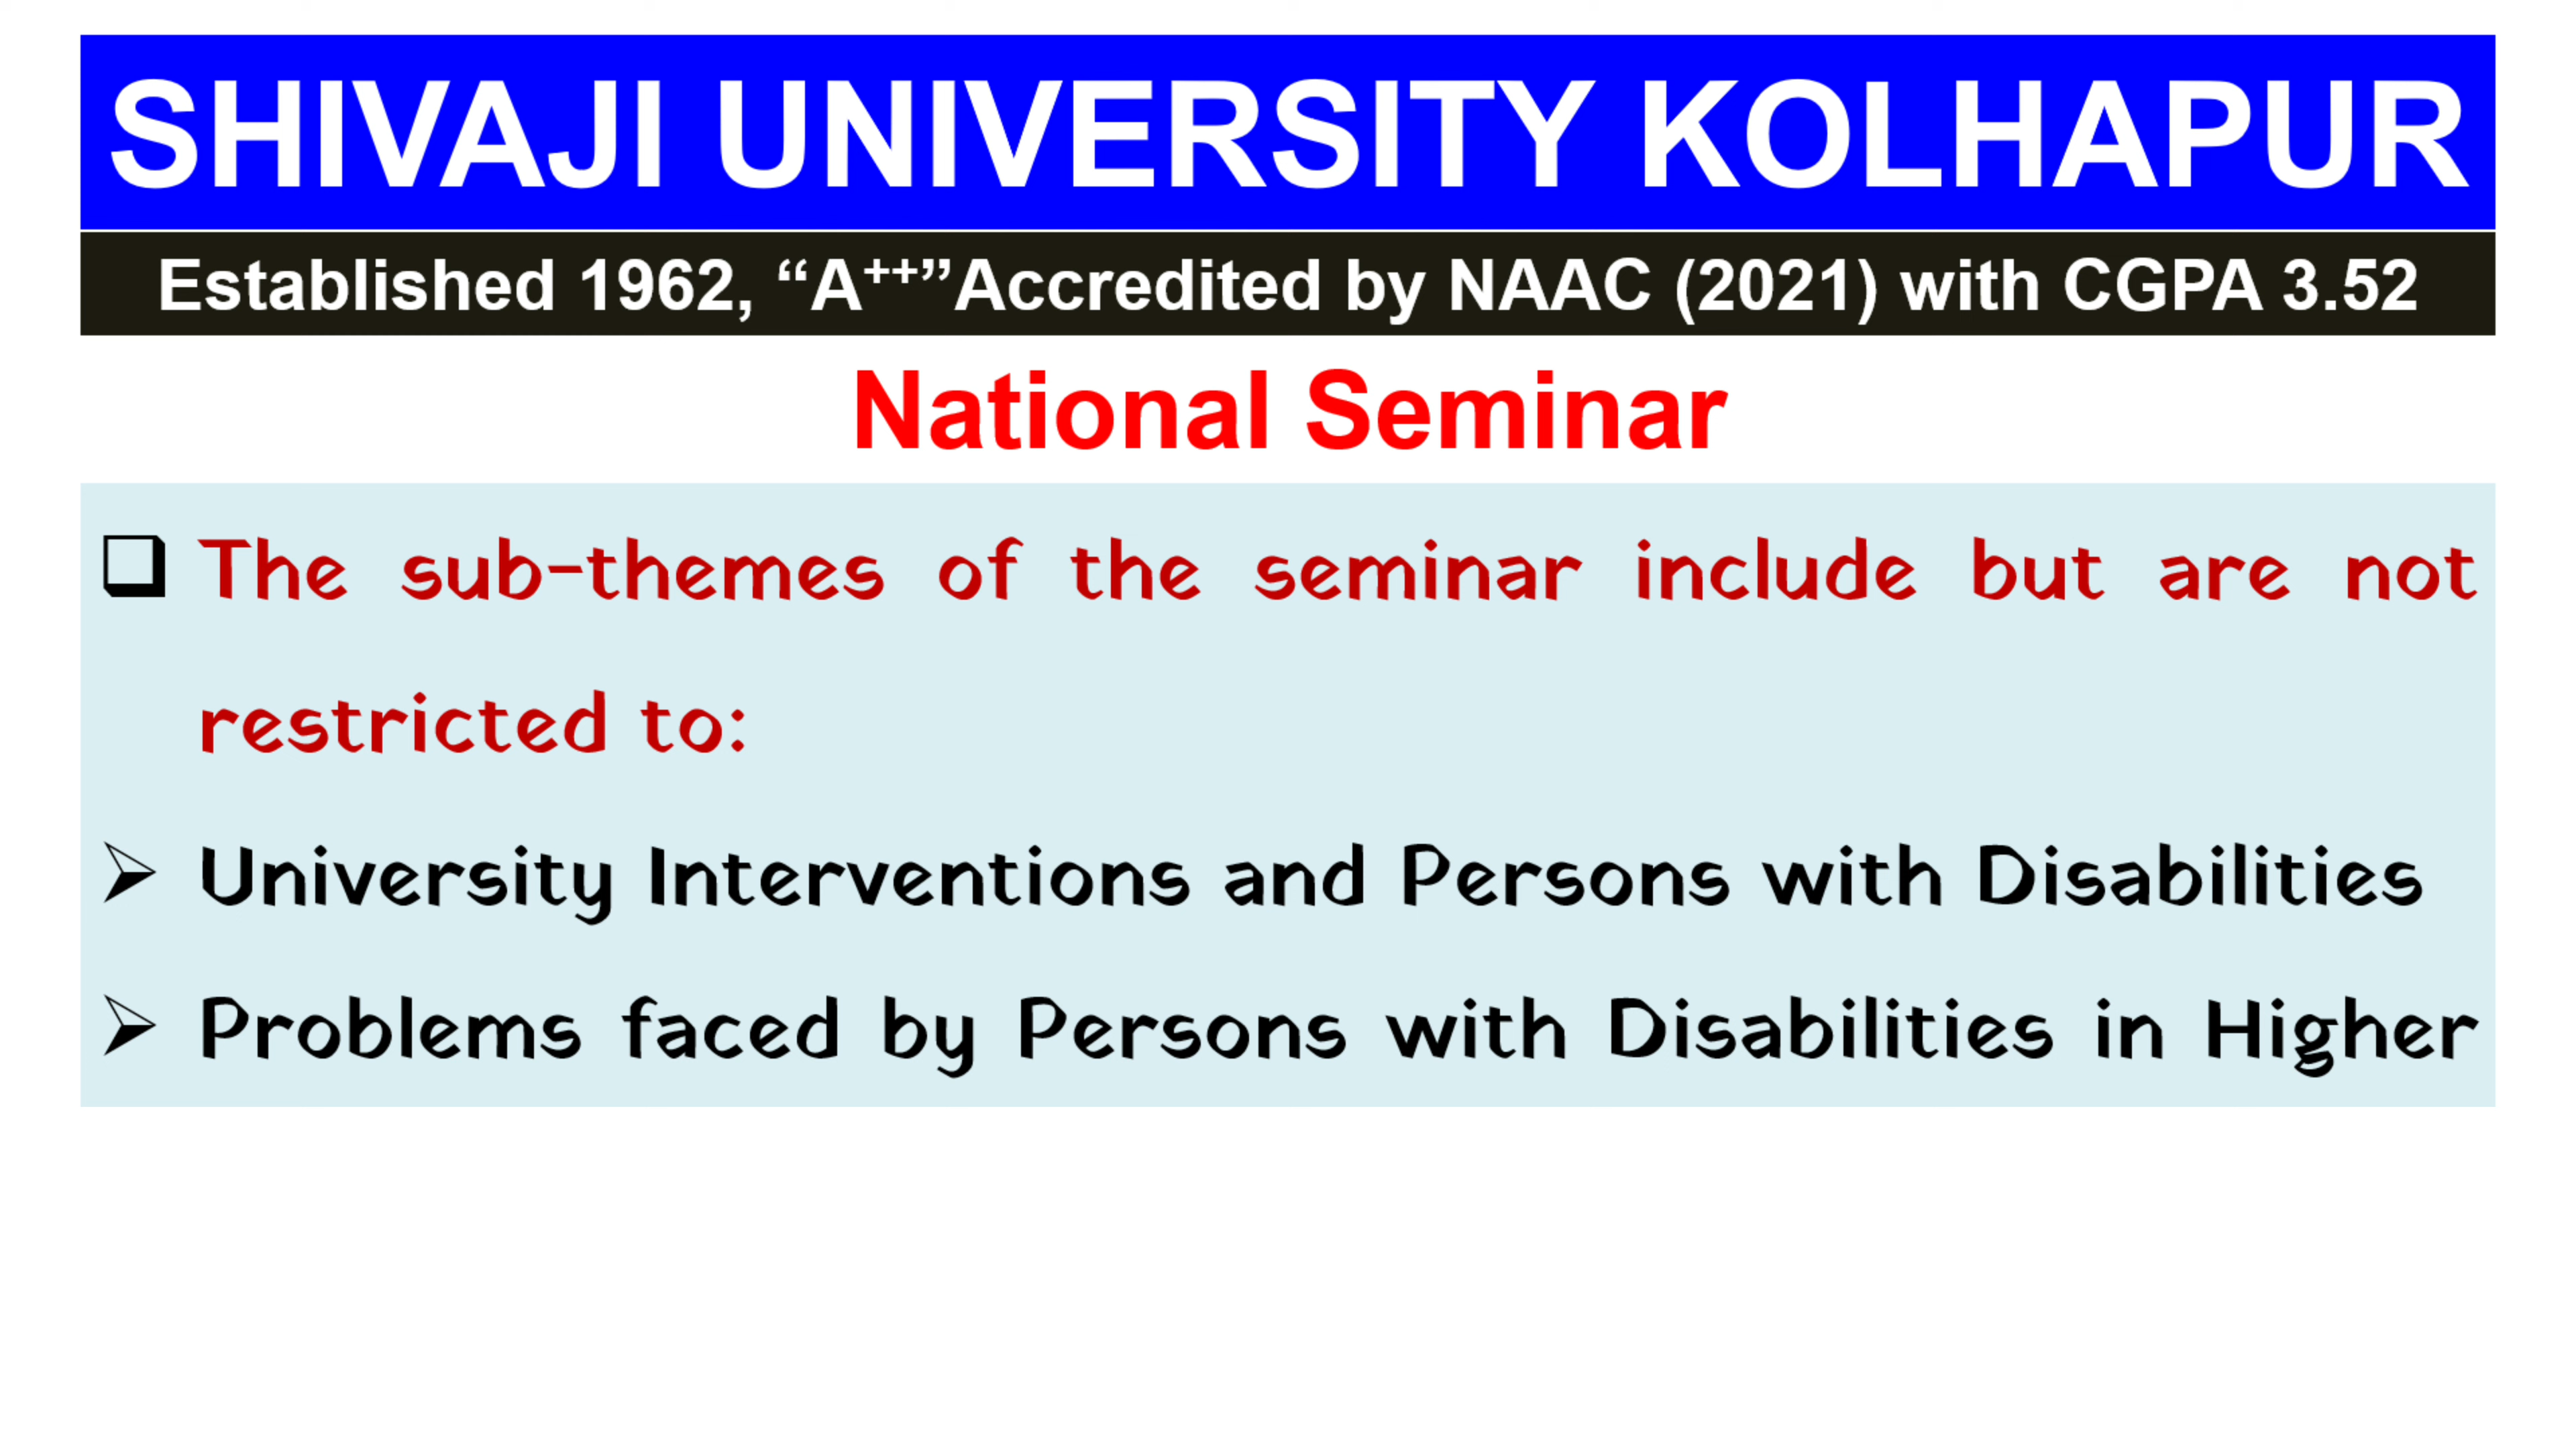 SHIVAJI UNIVERSITY KOLHAPUR
Established 1962, “A⁺⁺”Accredited by NAAC (2021) with CGPA 3.52
National Seminar
❑ The sub-themes of the seminar include but are not
restricted to:
➢ University Interventions and Persons with Disabilities
➢ Problems faced by Persons with Disabilities in Higher